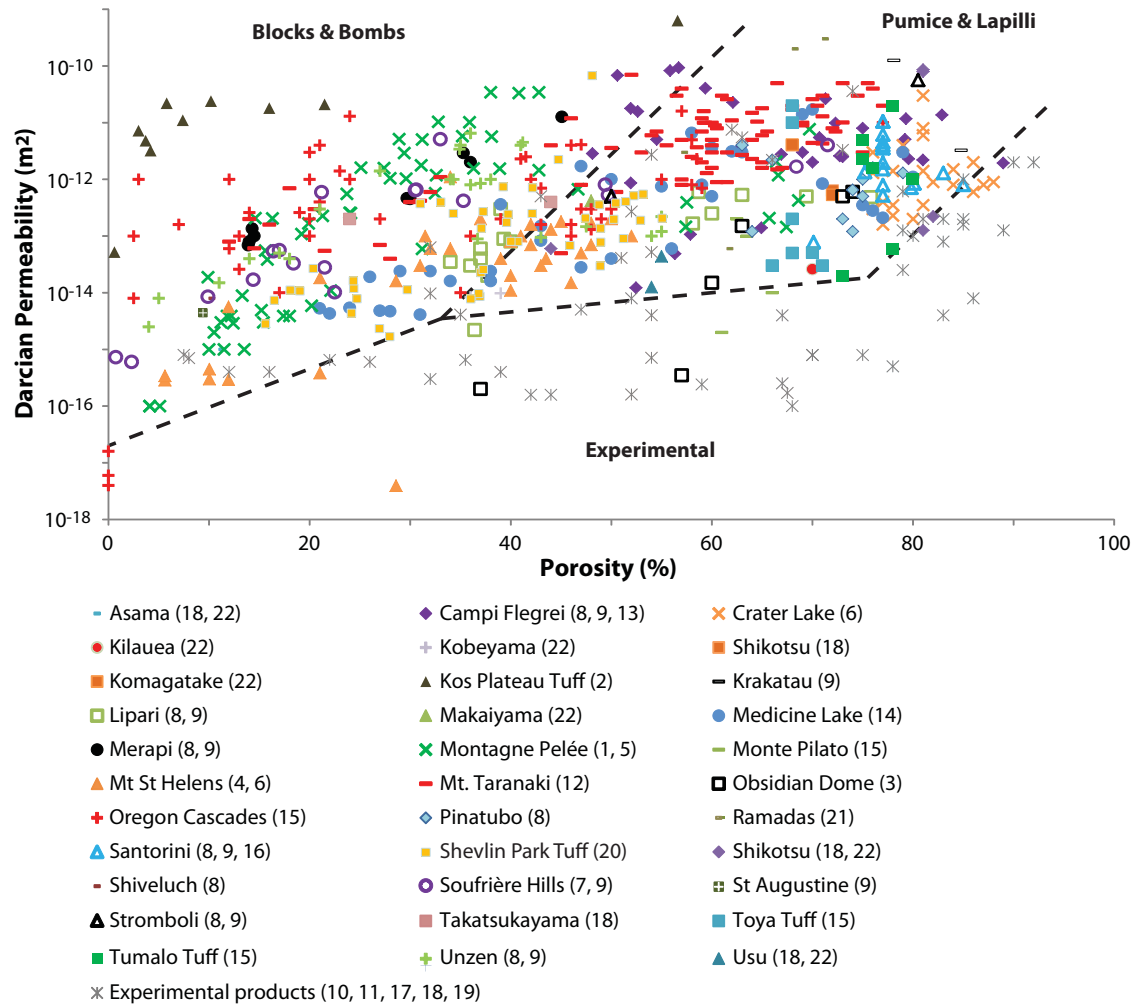 Blocks & Bombs
Pumice & Lapilli
Darcian Permeability (m2)
10-10
10-12
10-14
10-16
10-18
Experimental
0
20
40
60
80
100
Porosity (%)
Asama (18, 22)
Campi Flegrei (8, 9, 13)
Crater Lake (6)
Kilauea (22)
Kobeyama (22)
Shikotsu (18)
Komagatake (22)
Kos Plateau Tuff (2)
Krakatau (9)
Lipari (8, 9)
Makaiyama (22)
Medicine Lake (14)
Merapi (8, 9)
Montagne Pelée (1, 5)
Monte Pilato (15)
Mt St Helens (4, 6)
Mt. Taranaki (12)
Obsidian Dome (3)
Oregon Cascades (15)
Pinatubo (8)
Ramadas (21)
Santorini (8, 9, 16)
Shevlin Park Tuff (20)
Shikotsu (18, 22)
Shiveluch (8)
Soufrière Hills (7, 9)
St Augustine (9)
Stromboli (8, 9)
Takatsukayama (18)
Toya Tuff (15)
Tumalo Tuff (15)
Unzen (8, 9)
Usu (18, 22)
Experimental products (10, 11, 17, 18, 19)